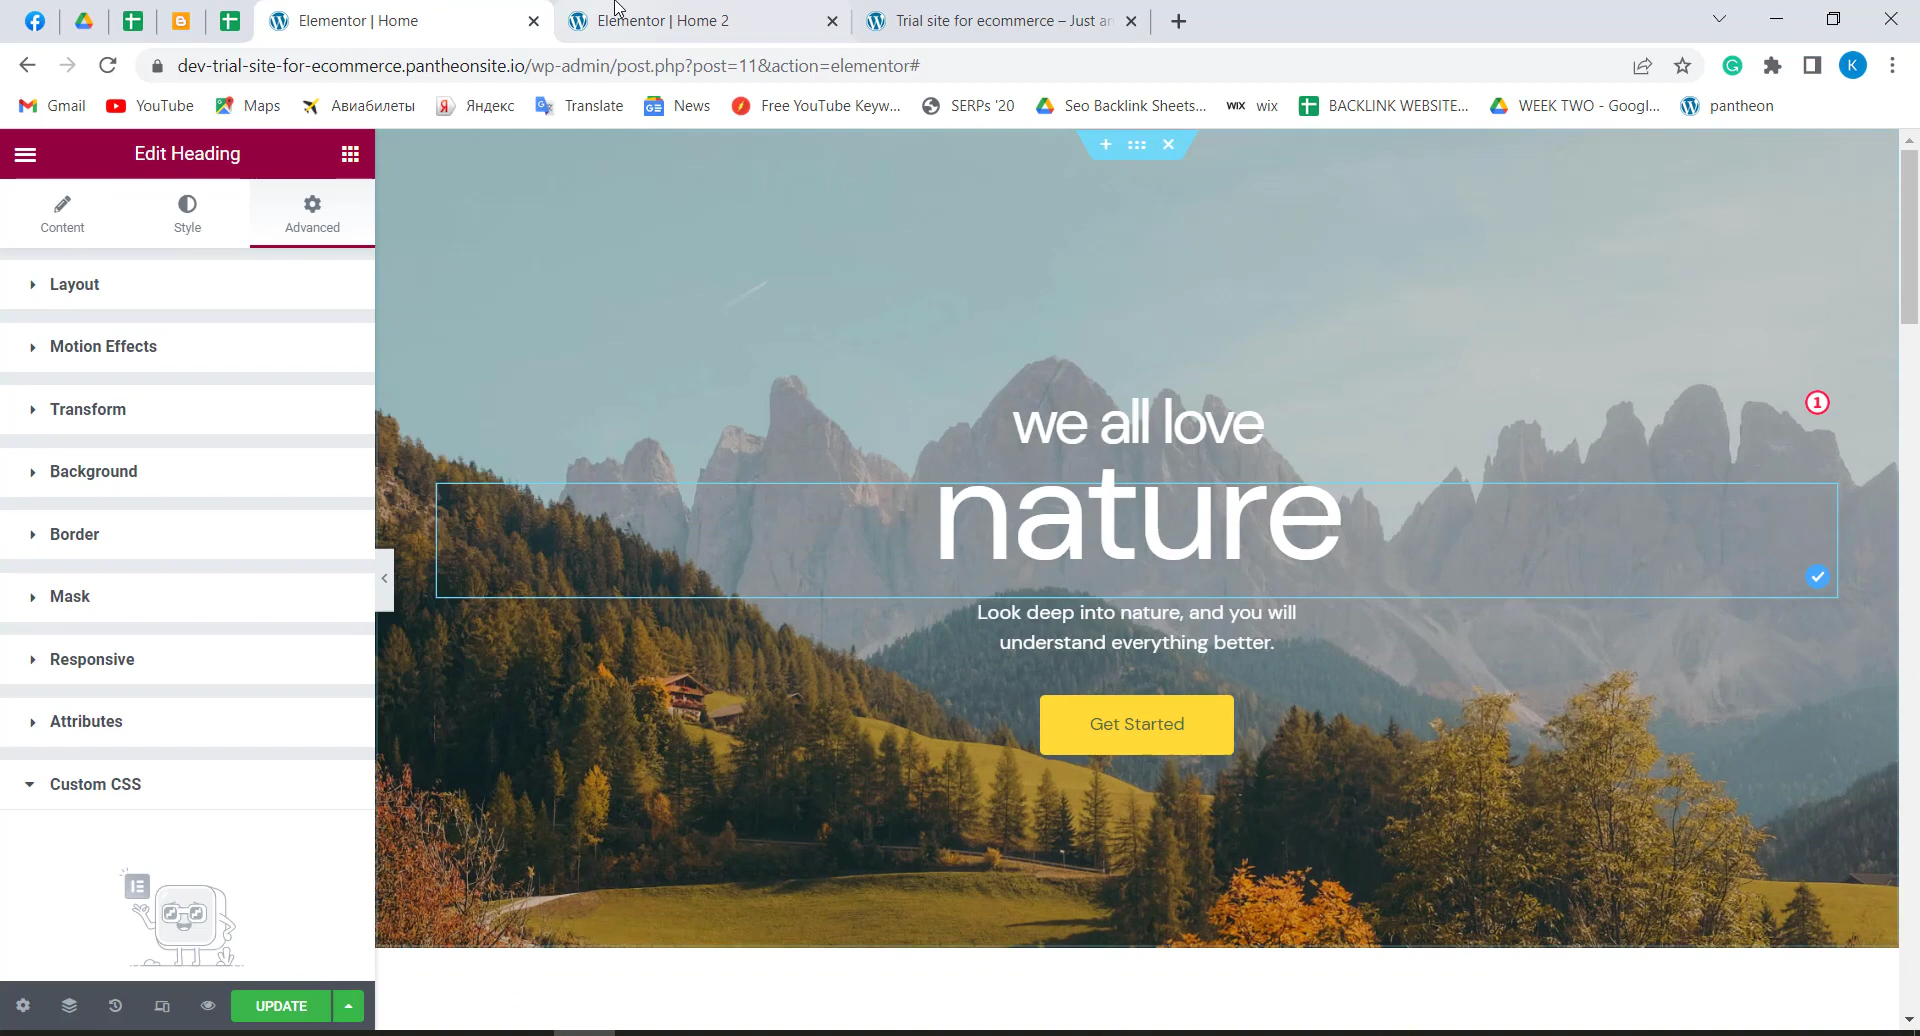 Elementor | Home
Elementor | Home 2
Trial site for ecommerce – Just an
dev-trial-site-for-ecommerce.pantheonsite.io/wp-admin/post.php?post=11&action=elementor#
K
Gmail
YouTube
Maps
Авиабилеты
Яндекс
Translate
News
Free YouTube Keyw...
SERPs '20
Seo Backlink Sheets...
WIX wix
BACKLINK WEBSITE...
WEEK TWO - Googl...
pantheon
Edit Heading
Content
Style
Advanced
Layout
Motion Effects
Transform
Background
Border
Mask
Responsive
Attributes
Custom CSS
UPDATE
we all love
nature
Look deep into nature, and you will
understand everything better.
Get Started
1